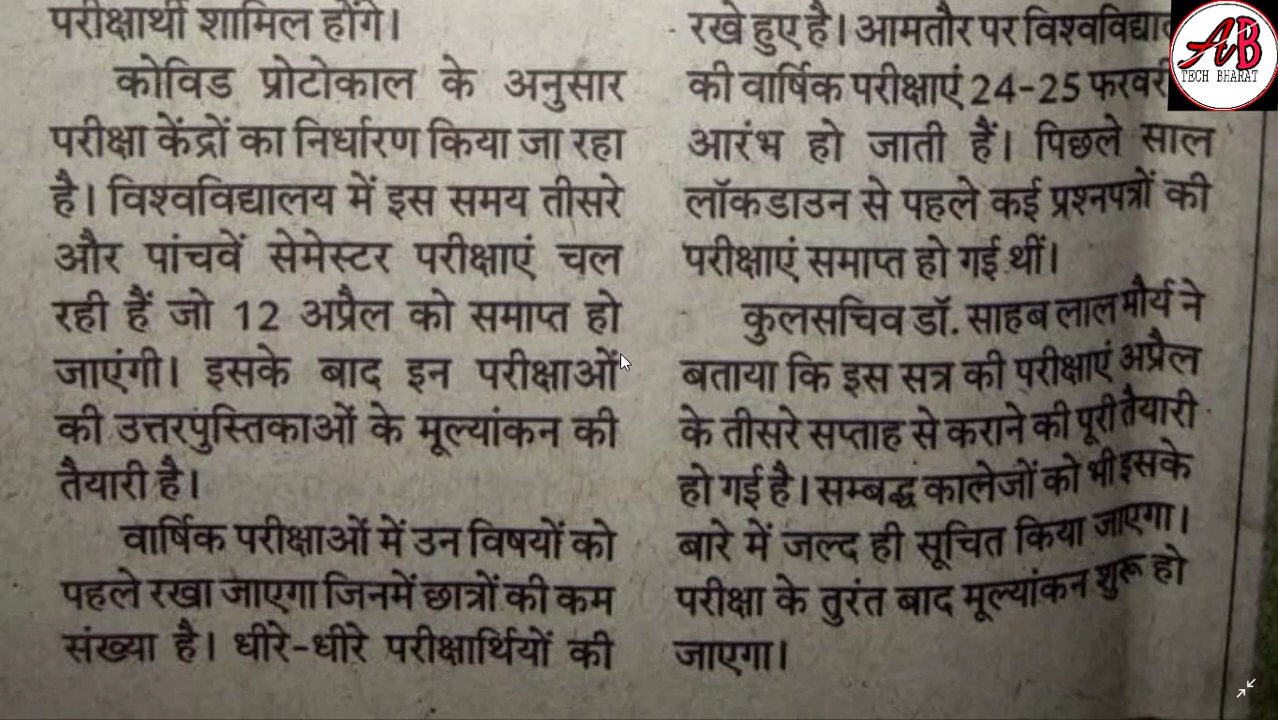 परीक्षार्थी शामिल होंगे।
कोविड प्रोटोकाल के अनुसार
परीक्षा केंद्रों का निर्धारण किया जा रहा
है। विश्वविद्यालय में इस समय तीसरे
और पांचवें सेमेस्टर परीक्षाएं चल
रही हैं जो 12 अप्रैल को समाप्त हो
जाएंगी। इसके बाद इन परीक्षाओं
की उत्तरपुस्तिकाओं के मूल्यांकन की
तैयारी है।
वार्षिक परीक्षाओं में उन विषयों को
पहले रखा जाएगा जिनमें छात्रों की कम
संख्या है। धीरे-धीरे परीक्षार्थियों की
रखे हुए है। आमतौर पर
की वार्षिक परीक्षाएं 24-25
आरंभ हो जाती हैं। पिछले साल
लॉकडाउन से पहले कई प्रश्नपत्रों की
परीक्षाएं समाप्त हो गई थीं।
कुलसचिव डॉ. साहब लाल मौर्य ने
बताया कि इस सत्र की परीक्षाएं अप्रैल
के तीसरे सप्ताह से कराने की पूरी तैयारी
हो गई है। सम्बद्ध कालेजों को भी इसके
बारे में जल्द ही सूचित किया जाएगा।
परीक्षा के तुरंत बाद मूल्यांकन शुरू हो
जाएगा।
AB
TECH BHARAT